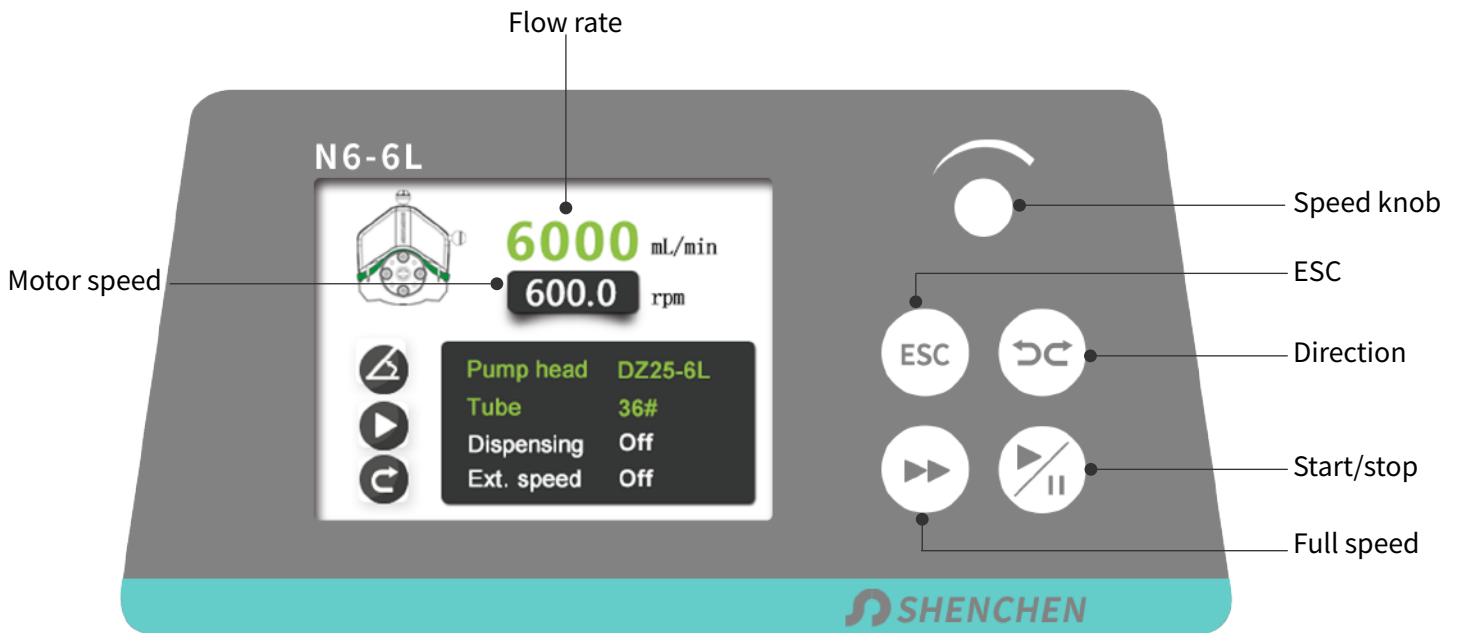 Flow rate
N6-6L
6000 mL/min
Motor speed
600.0 rpm
Pump head DZ25-6L
Tube 36#
Dispensing Off
Ext. speed Off
Speed knob
ESC
ESC
Direction
Start/stop
Full speed
SHENCHEN